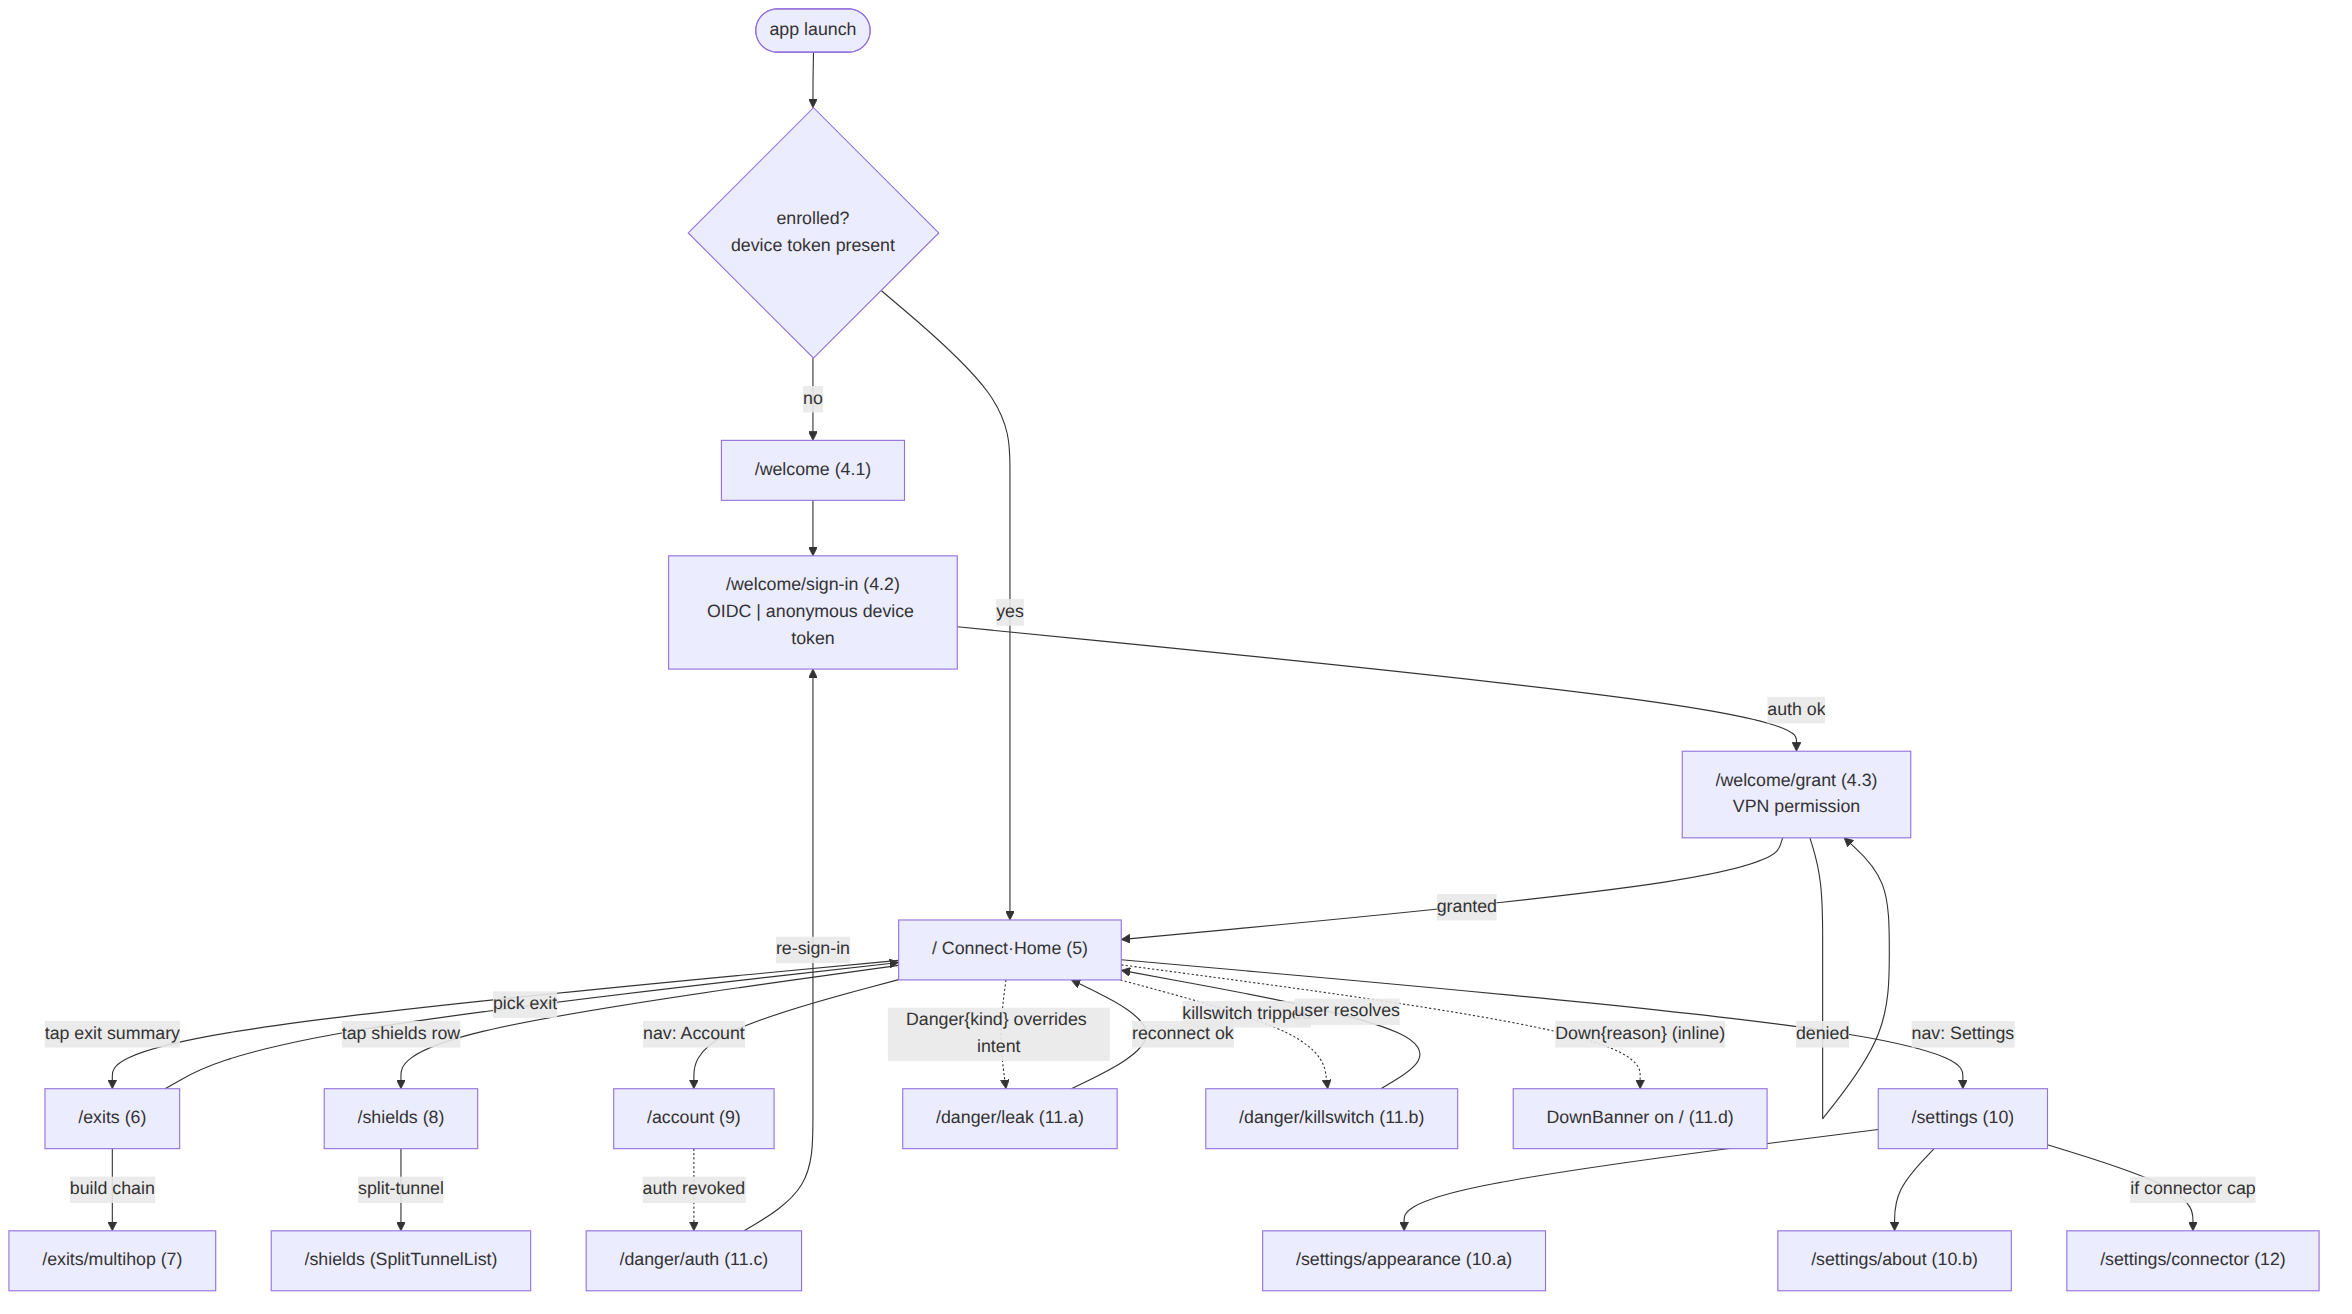 app launch
enrolled?
device token present
no
/welcome (4.1)
/welcome/sign-in (4.2)
OIDC | anonymous device
token
yes
auth ok
/welcome/grant (4.3)
VPN permission
granted
/ Connect·Home (5)
re-sign-in
pick exit
tap exit summary
tap shields row
nav: Account
Danger{kind} overrides
intent
reconnect ok
killswitch
user resolves
Down{reason} (inline)
denied
nav: Settings
/exits (6)
/shields (8)
/account (9)
/danger/leak (11.a)
/danger/killswitch (11.b)
DownBanner on / (11.d)
/settings (10)
build chain
split-tunnel
auth revoked
if connector cap
/exits/multihop (7)
/shields (SplitTunnelList)
/danger/auth (11.c)
/settings/appearance (10.a)
/settings/about (10.b)
/settings/connector (12)